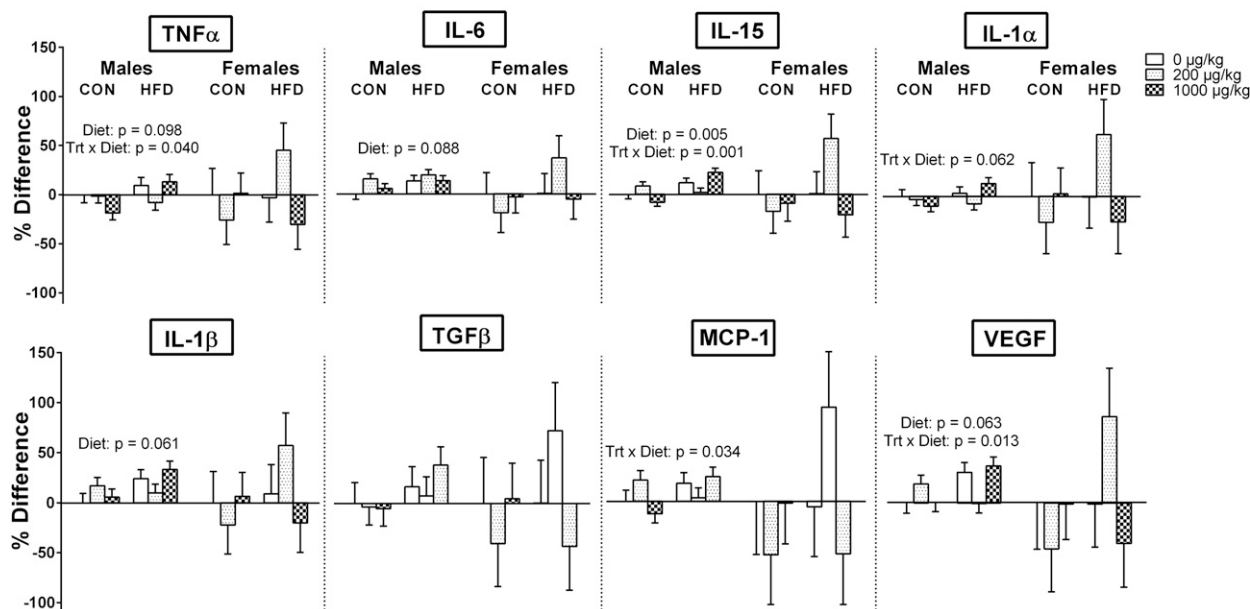 TNFα
IL-6
IL-15
IL-1α
150
100
50
0
-50
-100
% Difference
Males Females
CON HFD CON HFD
Diet: p = 0.098
Trt x Diet: p = 0.040
Males Females
CON HFD CON HFD
Diet: p = 0.088
Males Females
CON HFD CON HFD
Diet: p = 0.005
Trt x Diet: p = 0.001
Males Females
CON HFD CON HFD
Trt x Diet: p = 0.062
0 µg/kg
200 µg/kg
1000 µg/kg
IL-1β
TGFβ
MCP-1
VEGF
150
100
50
0
-50
-100
% Difference
Diet: p = 0.061
Trt x Diet: p = 0.034
Diet: p = 0.063
Trt x Diet: p = 0.013